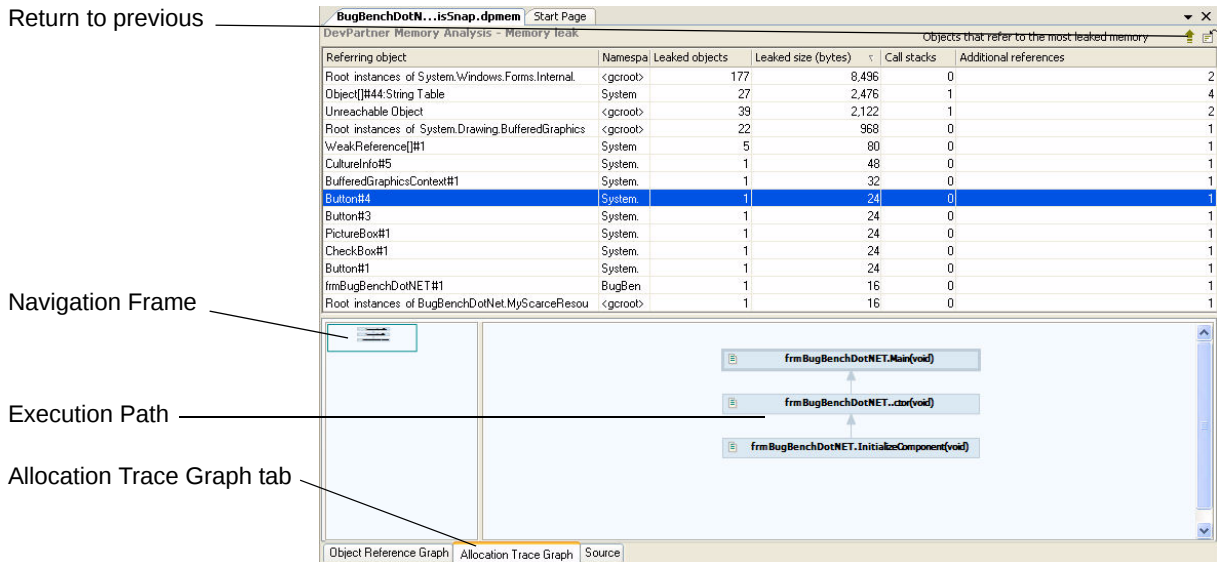 Return to previous
BugBenchDotN...isSnap.dpmem Start Page
DevPartner Memory Analysis - Memory leak
Objects that refer to the most leaked memory
Referring object Namespa Leaked objects Leaked size (bytes) Call stacks Additional references
Root instances of System.Windows.Forms.Internal. <gcroot> 177 8,496 0 2
Object[]#44:String Table System 27 2,476 1 4
Unreachable Object <gcroot> 39 2,122 1 2
Root instances of System.Drawing.BufferedGraphics <gcroot> 22 968 0 1
WeakReference[]#1 System 5 80 0 1
CultureInfo#5 System. 1 48 0 1
BufferedGraphicsContext#1 System. 1 32 0 1
Button#4 System. 1 24 0 1
Button#3 System. 1 24 0 1
PictureBox#1 System. 1 24 0 1
CheckBox#1 System. 1 24 0 1
Button#1 System. 1 24 0 1
frmBugBenchDotNET#1 BugBen 1 16 0 1
Root instances of BugBenchDotNet.MyScarceResou <gcroot> 1 16 0 1
Navigation Frame
frmBugBenchDotNET.Main(void)
Execution Path
frmBugBenchDotNET..ctor(void)
frmBugBenchDotNET.InitializeComponent(void)
Allocation Trace Graph tab
Object Reference Graph Allocation Trace Graph Source